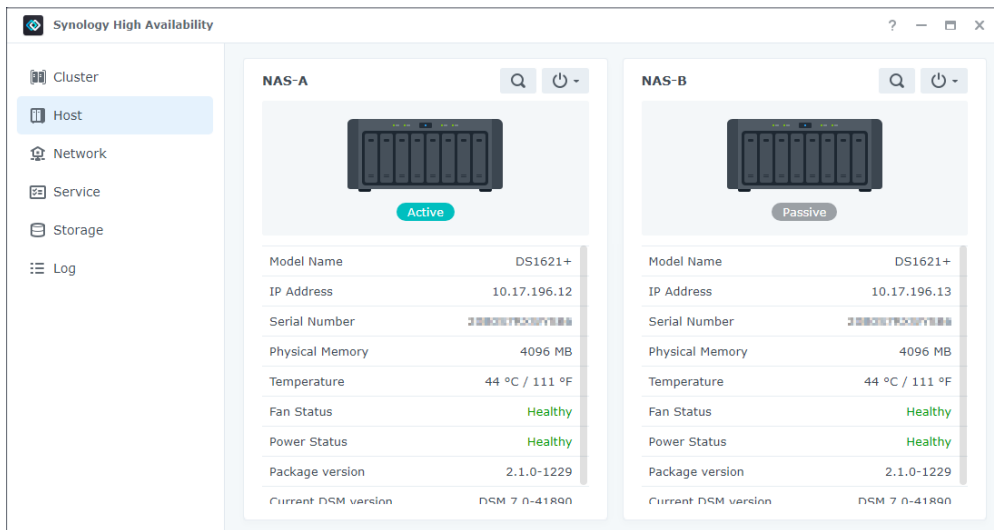 Synology High Availability
Cluster
Host
Network
Service
Storage
Log
NAS-A
Active
Model Name DS1621+
IP Address 10.17.196.12
Serial Number
Physical Memory 4096 MB
Temperature 44 °C / 111 °F
Fan Status Healthy
Power Status Healthy
Package version 2.1.0-1229
Current DSM version DSM 7.0-41890
NAS-B
Passive
Model Name DS1621+
IP Address 10.17.196.13
Serial Number
Physical Memory 4096 MB
Temperature 44 °C / 111 °F
Fan Status Healthy
Power Status Healthy
Package version 2.1.0-1229
Current DSM version DSM 7.0-41890